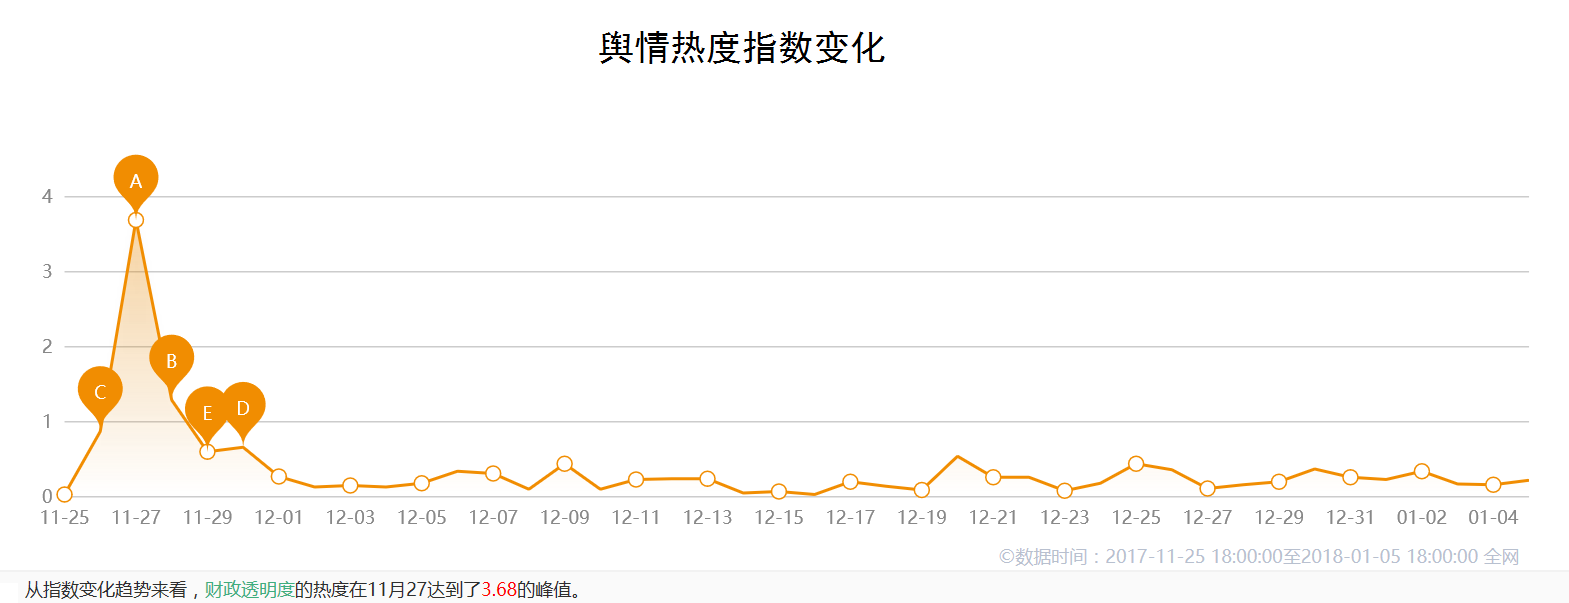 舆情热度指数变化
A
4
3
2
B
C
D
E
1
0
11-25 11-27 11-29 12-01 12-03 12-05 12-07 12-09 12-11 12-13 12-15 12-17 12-19 12-21 12-23 12-25 12-27 12-29 12-31 01-02 01-04
©数据时间：2017-11-25 18:00:00至2018-01-05 18:00:00 全网
从指数变化趋势来看，财政透明度的热度在11月27达到了3.68的峰值。